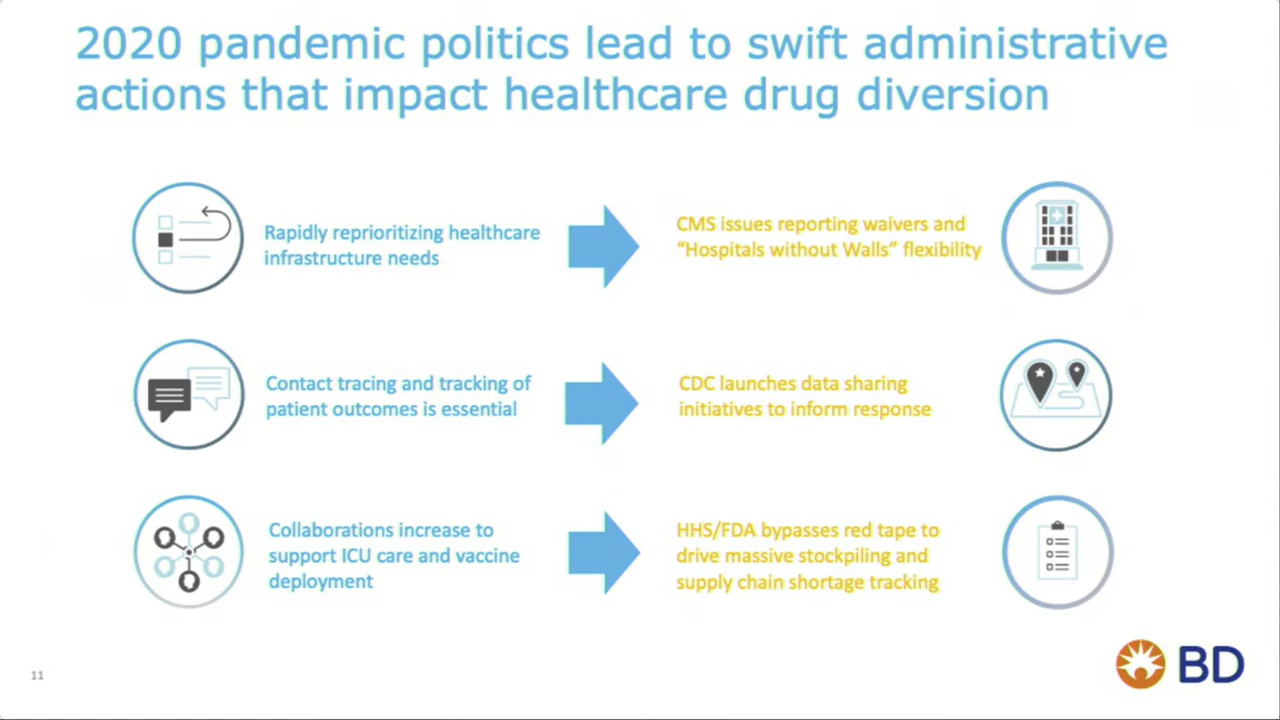 2020 pandemic politics lead to swift administrative
actions that impact healthcare drug diversion
Rapidly reprioritizing healthcare
infrastructure needs
CMS issues reporting waivers and
“Hospitals without Walls” flexibility
Contact tracing and tracking of
patient outcomes is essential
CDC launches data sharing
initiatives to inform response
Collaborations increase to
support ICU care and vaccine
deployment
HHS/FDA bypasses red tape to
drive massive stockpiling and
supply chain shortage tracking
11
BD